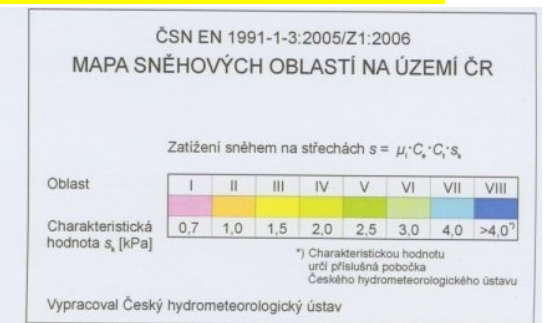 ČSN EN 1991-1-3:2005/Z1:2006
MAPA SNĚHOVÝCH OBLASTÍ NA ÚZEMÍ ČR
Zatížení sněhem na střechách s = μᵢ·Cₑ·Cₜ·sₖ
Oblast I II III IV V VI VII VIII
Charakteristická hodnota sₖ [kPa] 0,7 1,0 1,5 2,0 2,5 3,0 4,0 >4,0*)
*) Charakteristickou hodnotu
určí příslušná pobočka
Českého hydrometeorologického ústavu
Vypracoval Český hydrometeorologický ústav